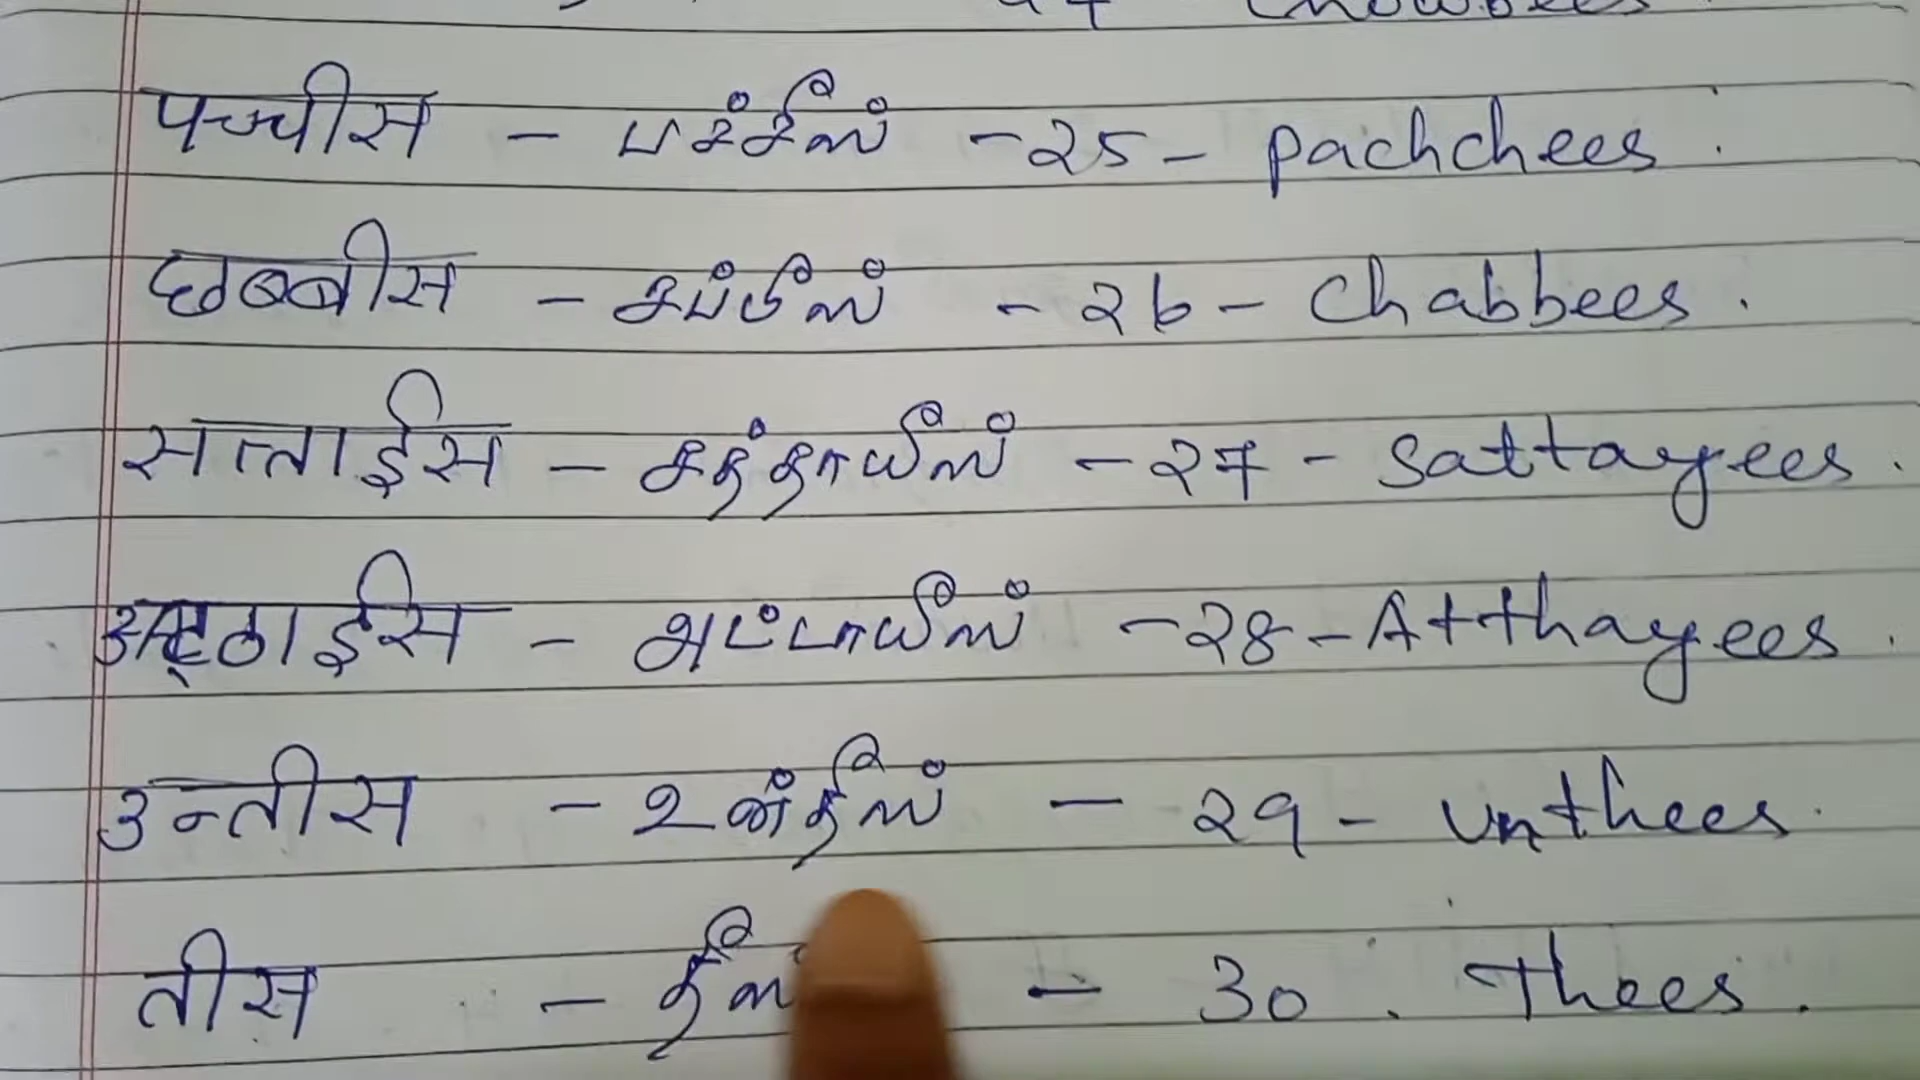 पच्चीस - பச்சீஸ் - 25 - pachchees.
छब्बीस - சப்பீஸ் - 26 - Chabbees.
सत्ताईस - சத்தாயீஸ் - 27 - Sattayees.
अट्ठाईस - அட்டாயீஸ் - 28 - Atthayees.
उन्तीस - உன்தீஸ் - 29 - Unthees.
तीस - - 30. Thees.